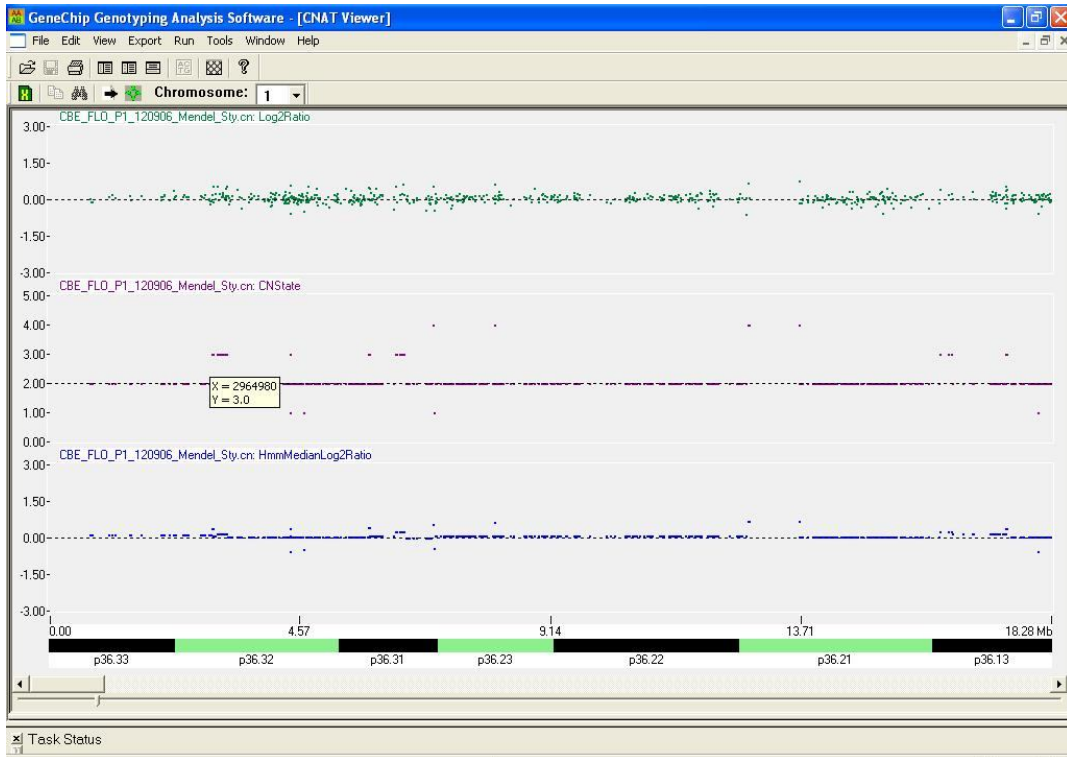 GeneChip Genotyping Analysis Software - [CNAT Viewer]
File Edit View Export Run Tools Window Help
Chromosome: 1
CBE_FLO_P1_120906_Mendel_Sty.cn: Log2Ratio
3.00-
1.50-
0.00-
-1.50-
-3.00-
CBE_FLO_P1_120906_Mendel_Sty.cn: CNState
5.00-
4.00-
3.00-
2.00-
X = 2964980
Y = 3.0
1.00-
0.00-
CBE_FLO_P1_120906_Mendel_Sty.cn: HmmMedianLog2Ratio
3.00-
1.50-
0.00-
-1.50-
-3.00-
0.00 4.57 9.14 13.71 18.28 Mb
p36.33 p36.32 p36.31 p36.23 p36.22 p36.21 p36.13
Task Status